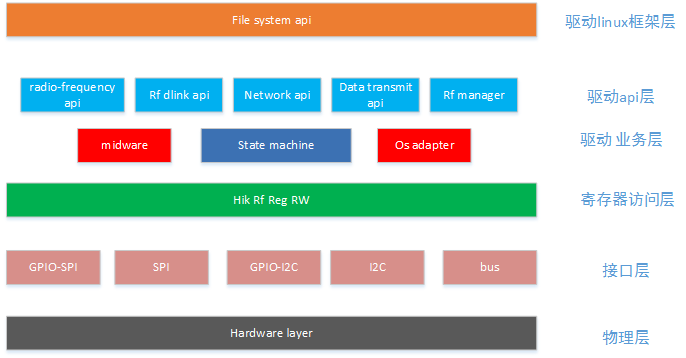 File system api
驱动linux框架层
radio-frequency
api
Rf dlink api
Network api
Data transmit
api
Rf manager
驱动api层
midware
State machine
Os adapter
驱动 业务层
Hik Rf Reg RW
寄存器访问层
GPIO-SPI
SPI
GPIO-I2C
I2C
bus
接口层
Hardware layer
物理层